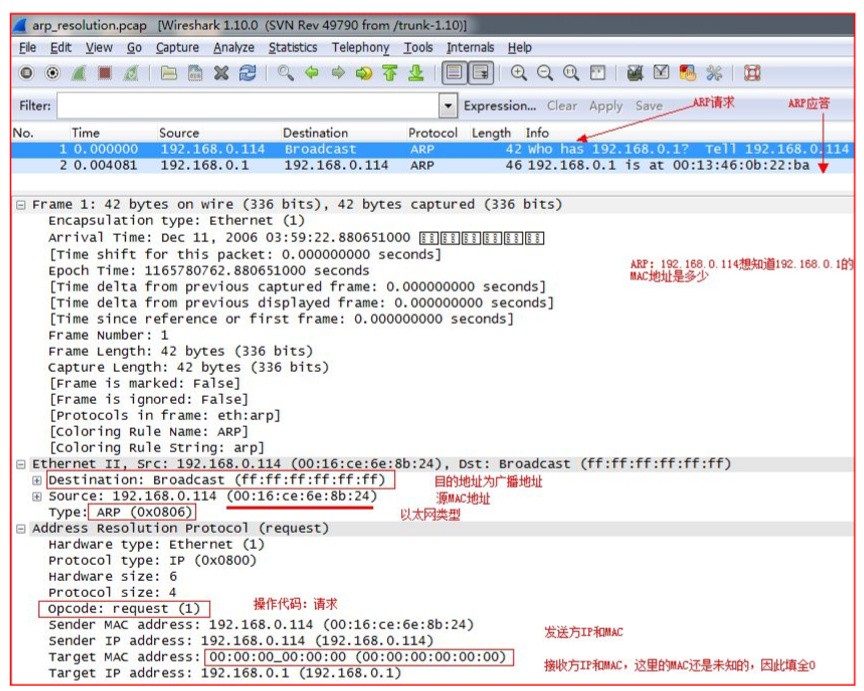 arp_resolution.pcap [Wireshark 1.10.0 (SVN Rev 49790 from /trunk-1.10)]
File Edit View Go Capture Analyze Statistics Telephony Tools Internals Help
Filter: Expression... Clear Apply Save
ARP请求
ARP应答
No. Time Source Destination Protocol Length Info
1 0.000000 192.168.0.114 Broadcast ARP 42 Who has 192.168.0.1? Tell 192.168.0.114
2 0.004081 192.168.0.1 192.168.0.114 ARP 46 192.168.0.1 is at 00:13:46:0b:22:ba
Frame 1: 42 bytes on wire (336 bits), 42 bytes captured (336 bits)
Encapsulation type: Ethernet (1)
Arrival Time: Dec 11, 2006 03:59:22.880651000
[Time shift for this packet: 0.000000000 seconds]
ARP: 192.168.0.114想知道192.168.0.1的
MAC地址是多少
Epoch Time: 1165780762.880651000 seconds
[Time delta from previous captured frame: 0.000000000 seconds]
[Time delta from previous displayed frame: 0.000000000 seconds]
[Time since reference or first frame: 0.000000000 seconds]
Frame Number: 1
Frame Length: 42 bytes (336 bits)
Capture Length: 42 bytes (336 bits)
[Frame is marked: False]
[Frame is ignored: False]
[Protocols in frame: eth:arp]
[Coloring Rule Name: ARP]
[Coloring Rule String: arp]
Ethernet II, Src: 192.168.0.114 (00:16:ce:6e:8b:24), Dst: Broadcast (ff:ff:ff:ff:ff:ff)
Destination: Broadcast (ff:ff:ff:ff:ff:ff) 目的地址为广播地址
Source: 192.168.0.114 (00:16:ce:6e:8b:24) 源MAC地址
Type: ARP (0x0806) 以太网类型
Address Resolution Protocol (request)
Hardware type: Ethernet (1)
Protocol type: IP (0x0800)
Hardware size: 6
Protocol size: 4
Opcode: request (1) 操作代码: 请求
Sender MAC address: 192.168.0.114 (00:16:ce:6e:8b:24)
发送方IP和MAC
Sender IP address: 192.168.0.114 (192.168.0.114)
Target MAC address: 00:00:00_00:00:00 (00:00:00:00:00:00)
接收方IP和MAC，这里的MAC还是未知的，因此填全0
Target IP address: 192.168.0.1 (192.168.0.1)